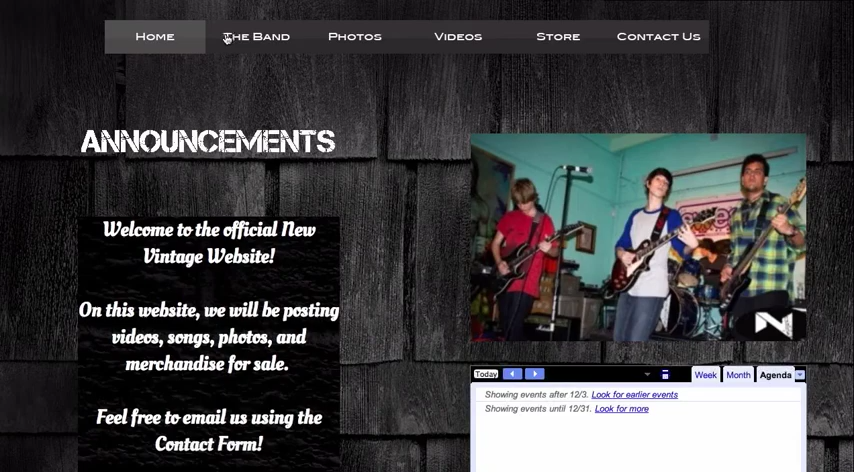 Home The Band Photos Videos Store Contact Us
ANNOUNCEMENTS
Welcome to the official New
Vintage Website!
On this website, we will be posting
videos, songs, photos, and
merchandise for sale.
Feel free to email us using the
Contact Form!
Today Week Month Agenda
Showing events after 12/3. Look for earlier events
Showing events until 12/31. Look for more